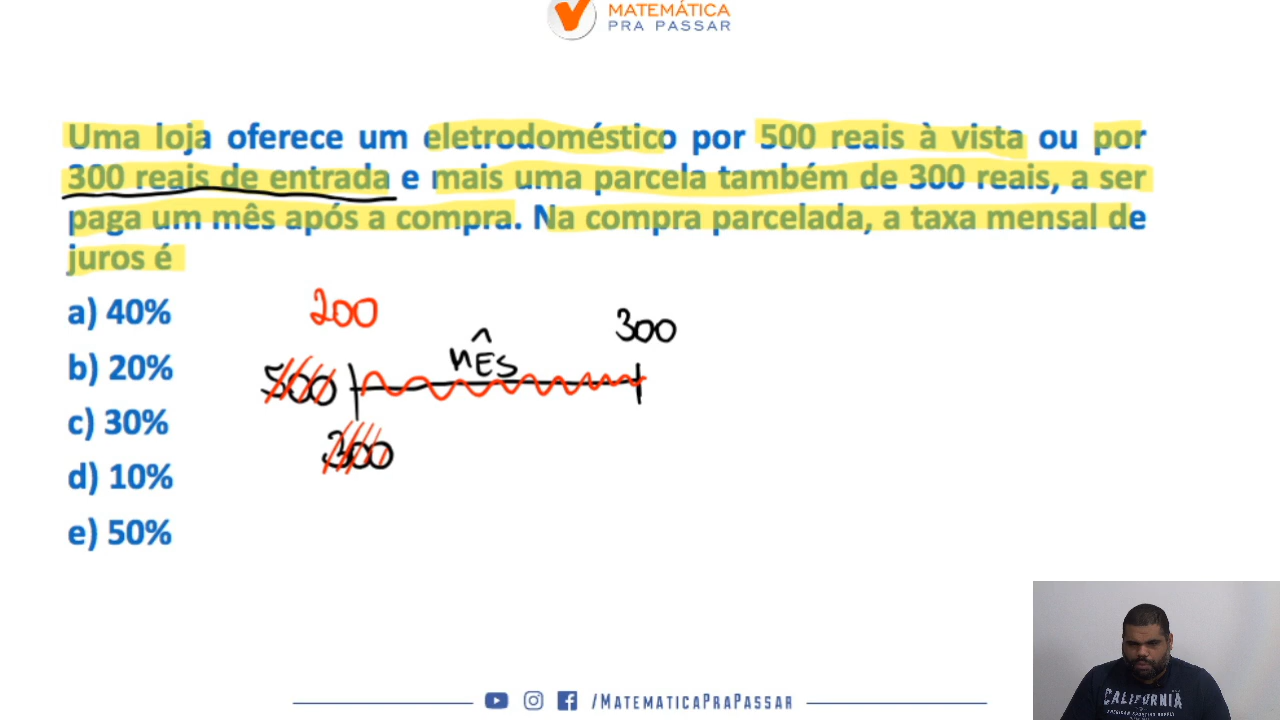 MATEMÁTICA
PRA PASSAR
Uma loja oferece um eletrodoméstico por 500 reais à vista ou por
300 reais de entrada e mais uma parcela também de 300 reais, a ser
paga um mês após a compra. Na compra parcelada, a taxa mensal de
juros é
a) 40%
b) 20%
c) 30%
d) 10%
e) 50%
200
300
MÊS
500
300
CALIFORNIA
/MATEMATICAPRAPASSAR